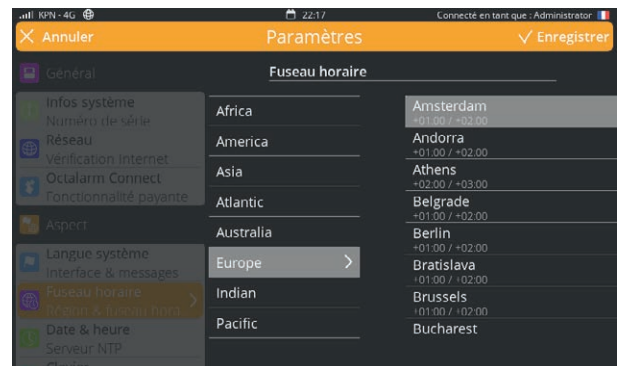 KPN - 4G
22:17
Connecté en tant que : Administrator
Annuler
Paramètres
Enregistrer
Général
Infos système
Numéro de série
Réseau
Vérification Internet
Octalarm Connect
Fonctionnalité payante
Aspect
Langue système
Interface & messages
Fuseau horaire
Région & fuseau hora
Date & heure
Serveur NTP
Clavier
Fuseau horaire
Africa
America
Asia
Atlantic
Australia
Europe
Indian
Pacific
Amsterdam
+01:00 / +02:00
Andorra
+01:00 / +02:00
Athens
+02:00 / +03:00
Belgrade
+01:00 / +02:00
Berlin
+01:00 / +02:00
Bratislava
+01:00 / +02:00
Brussels
+01:00 / +02:00
Bucharest